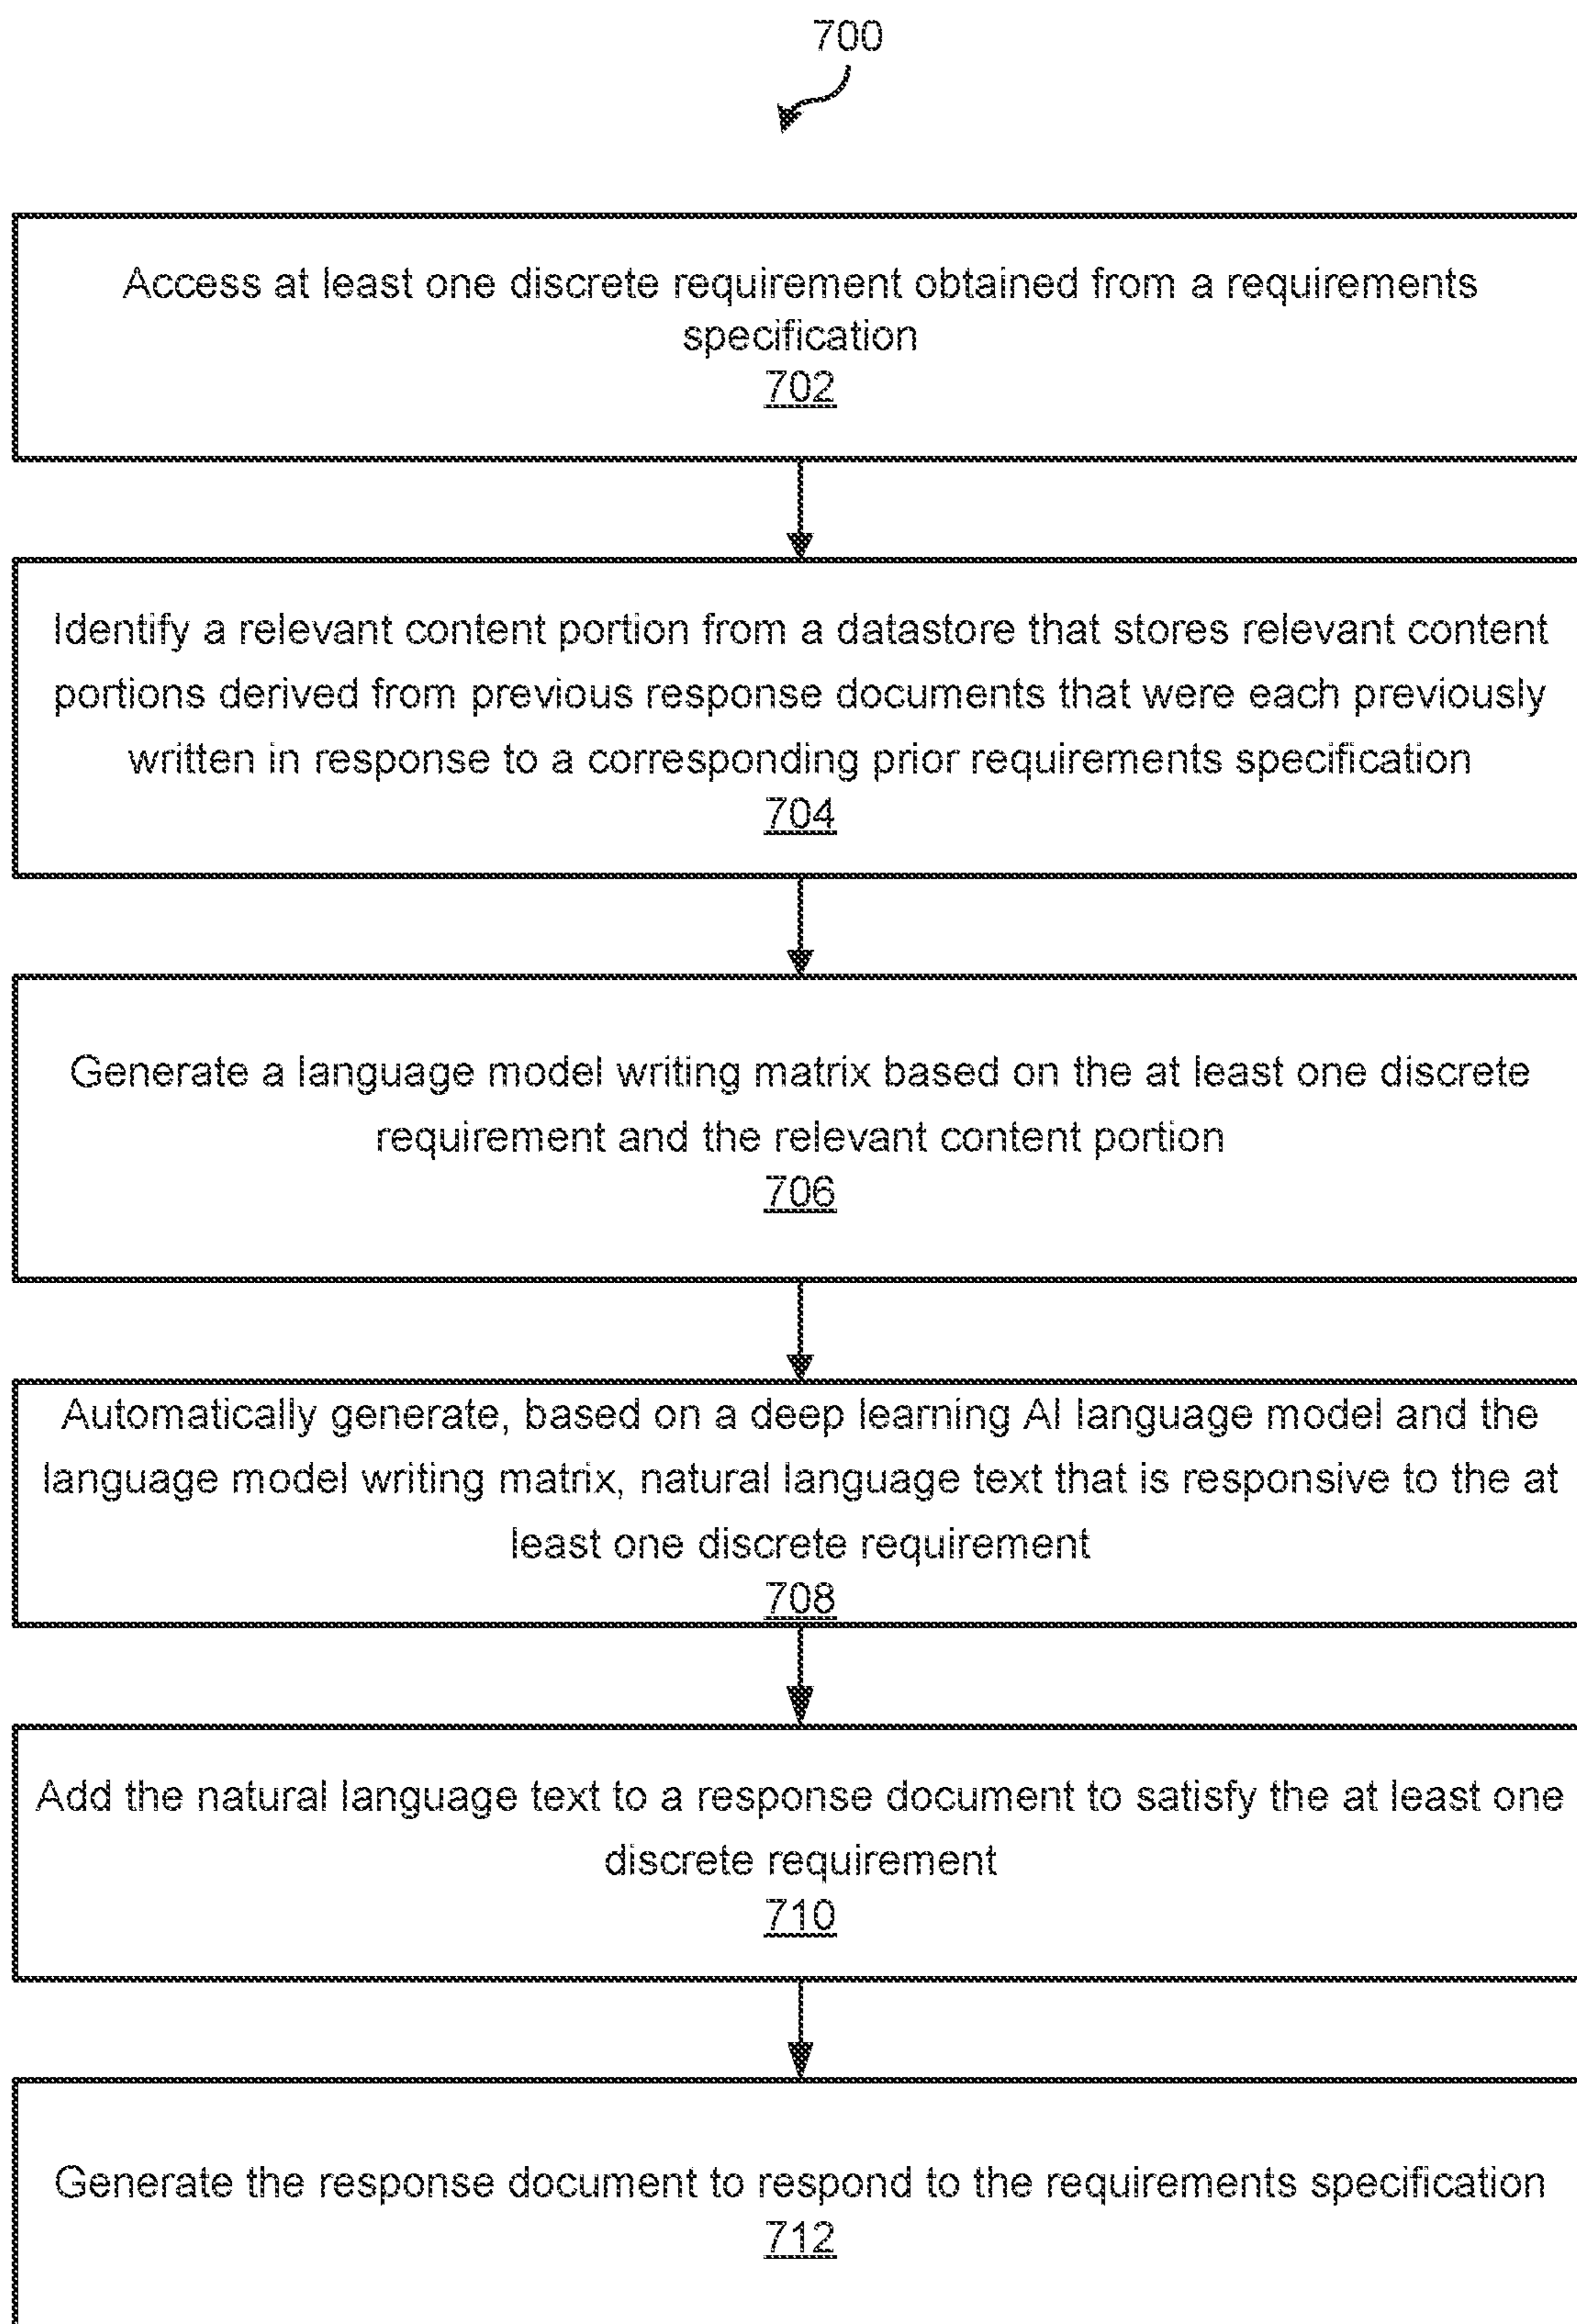 700
Access at least one discrete requirement obtained from a requirements
specification
702
Identify a relevant content portion from a datastore that stores relevant content
portions derived from previous response documents that were each previously
written in response to a corresponding prior requirements specification
704
Generate a language model writing matrix based on the at least one discrete
requirement and the relevant content portion
706
Automatically generate, based on a deep learning AI language model and the
language model writing matrix, natural language text that is responsive to the at
least one discrete requirement
708
Add the natural language text to a response document to satisfy the at least one
discrete requirement
710
Generate the response document to respond to the requirements specification
712